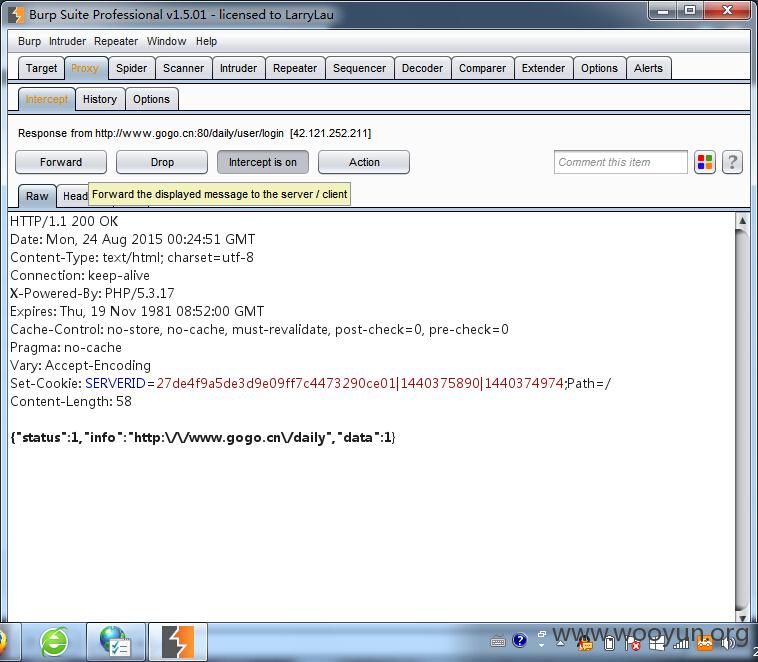 Burp Suite Professional v1.5.01 - licensed to LarryLau
Burp Intruder Repeater Window Help
Target Proxy Spider Scanner Intruder Repeater Sequencer Decoder Comparer Extender Options Alerts
Intercept History Options
Response from http://www.gogo.cn:80/daily/user/login [42.121.252.211]
Forward Drop Intercept is on Action Comment this item ?
Raw Head
Forward the displayed message to the server / client
HTTP/1.1 200 OK
Date: Mon, 24 Aug 2015 00:24:51 GMT
Content-Type: text/html; charset=utf-8
Connection: keep-alive
X-Powered-By: PHP/5.3.17
Expires: Thu, 19 Nov 1981 08:52:00 GMT
Cache-Control: no-store, no-cache, must-revalidate, post-check=0, pre-check=0
Pragma: no-cache
Vary: Accept-Encoding
Set-Cookie: SERVERID=27de4f9a5de3d9e09ff7c4473290ce01|1440375890|1440374974;Path=/
Content-Length: 58
{"status":1,"info":"http:\/\/www.gogo.cn\/daily","data":1}
www.wooyun.org
2